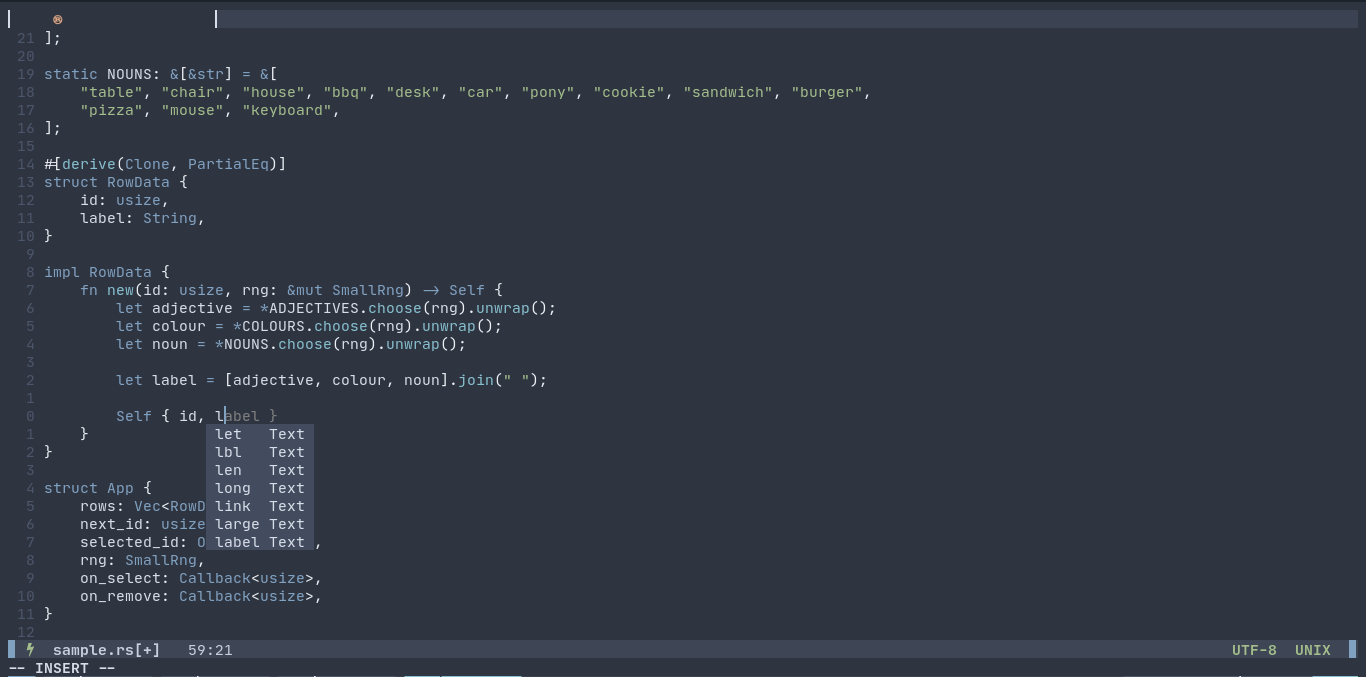 21 ];
20
19 static NOUNS: &[&str] = &[
18     "table", "chair", "house", "bbq", "desk", "car", "pony", "cookie", "sandwich", "burger",
17     "pizza", "mouse", "keyboard",
16 ];
15
14 #[derive(Clone, PartialEq)]
13 struct RowData {
12     id: usize,
11     label: String,
10 }
9
8 impl RowData {
7     fn new(id: usize, rng: &mut SmallRng) -> Self {
6         let adjective = *ADJECTIVES.choose(rng).unwrap();
5         let colour = *COLOURS.choose(rng).unwrap();
4         let noun = *NOUNS.choose(rng).unwrap();
3
2         let label = [adjective, colour, noun].join(" ");
1
0         Self { id, label }
1     }     let   Text
2 }         lbl   Text
3           len   Text
4 struct App {     long  Text
5     rows: Vec<RowD link  Text
6     next_id: usize large Text
7     selected_id: O label Text ,
8     rng: SmallRng,
9     on_select: Callback<usize>,
10     on_remove: Callback<usize>,
11 }
12
sample.rs[+] 59:21 UTF-8 UNIX
-- INSERT --